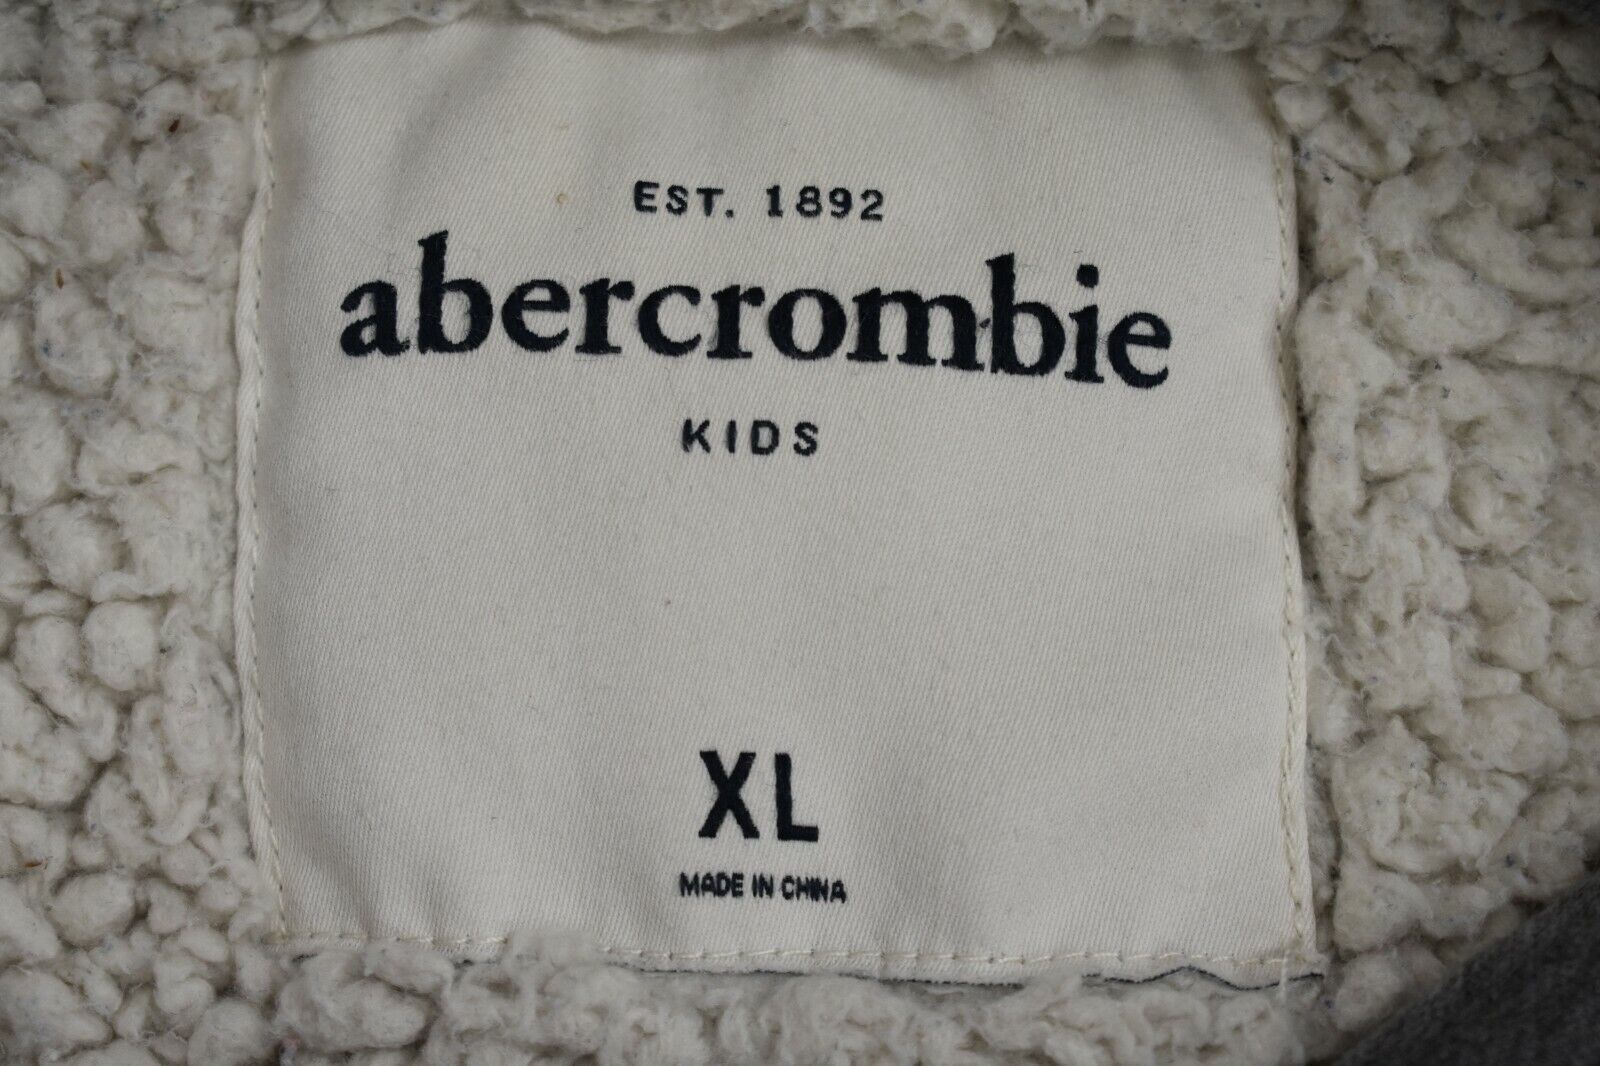 EST. 1892
abercrombie
KIDS
XL
MADE IN CHINA